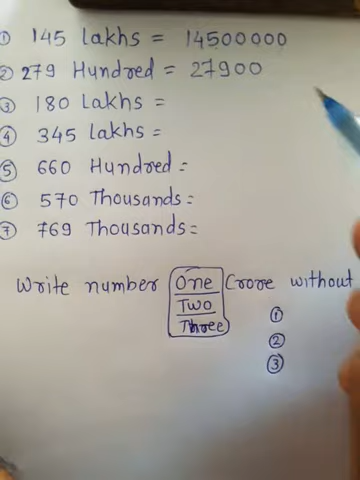 ① 145 lakhs = 14500000
② 279 Hundred = 27900
③ 180 lakhs =
④ 345 lakhs =
⑤ 660 Hundred =
⑥ 570 Thousands =
⑦ 769 Thousands =
Write number One Crore without
Two
Three
①
②
③